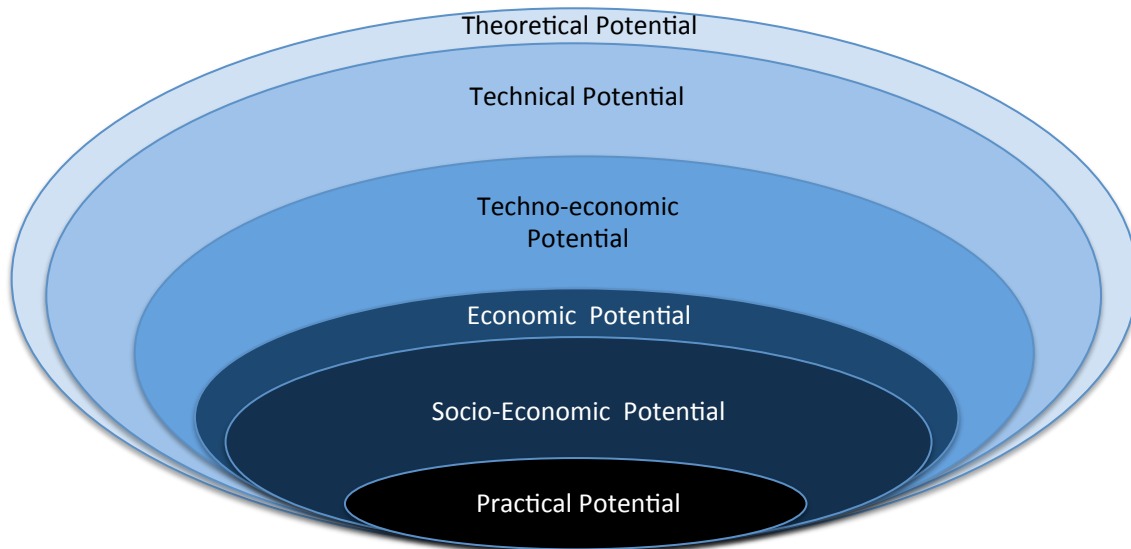 Theoretical Potential
Technical Potential
Techno-economic
Potential
Economic  Potential
Socio-Economic  Potential
Practical Potential